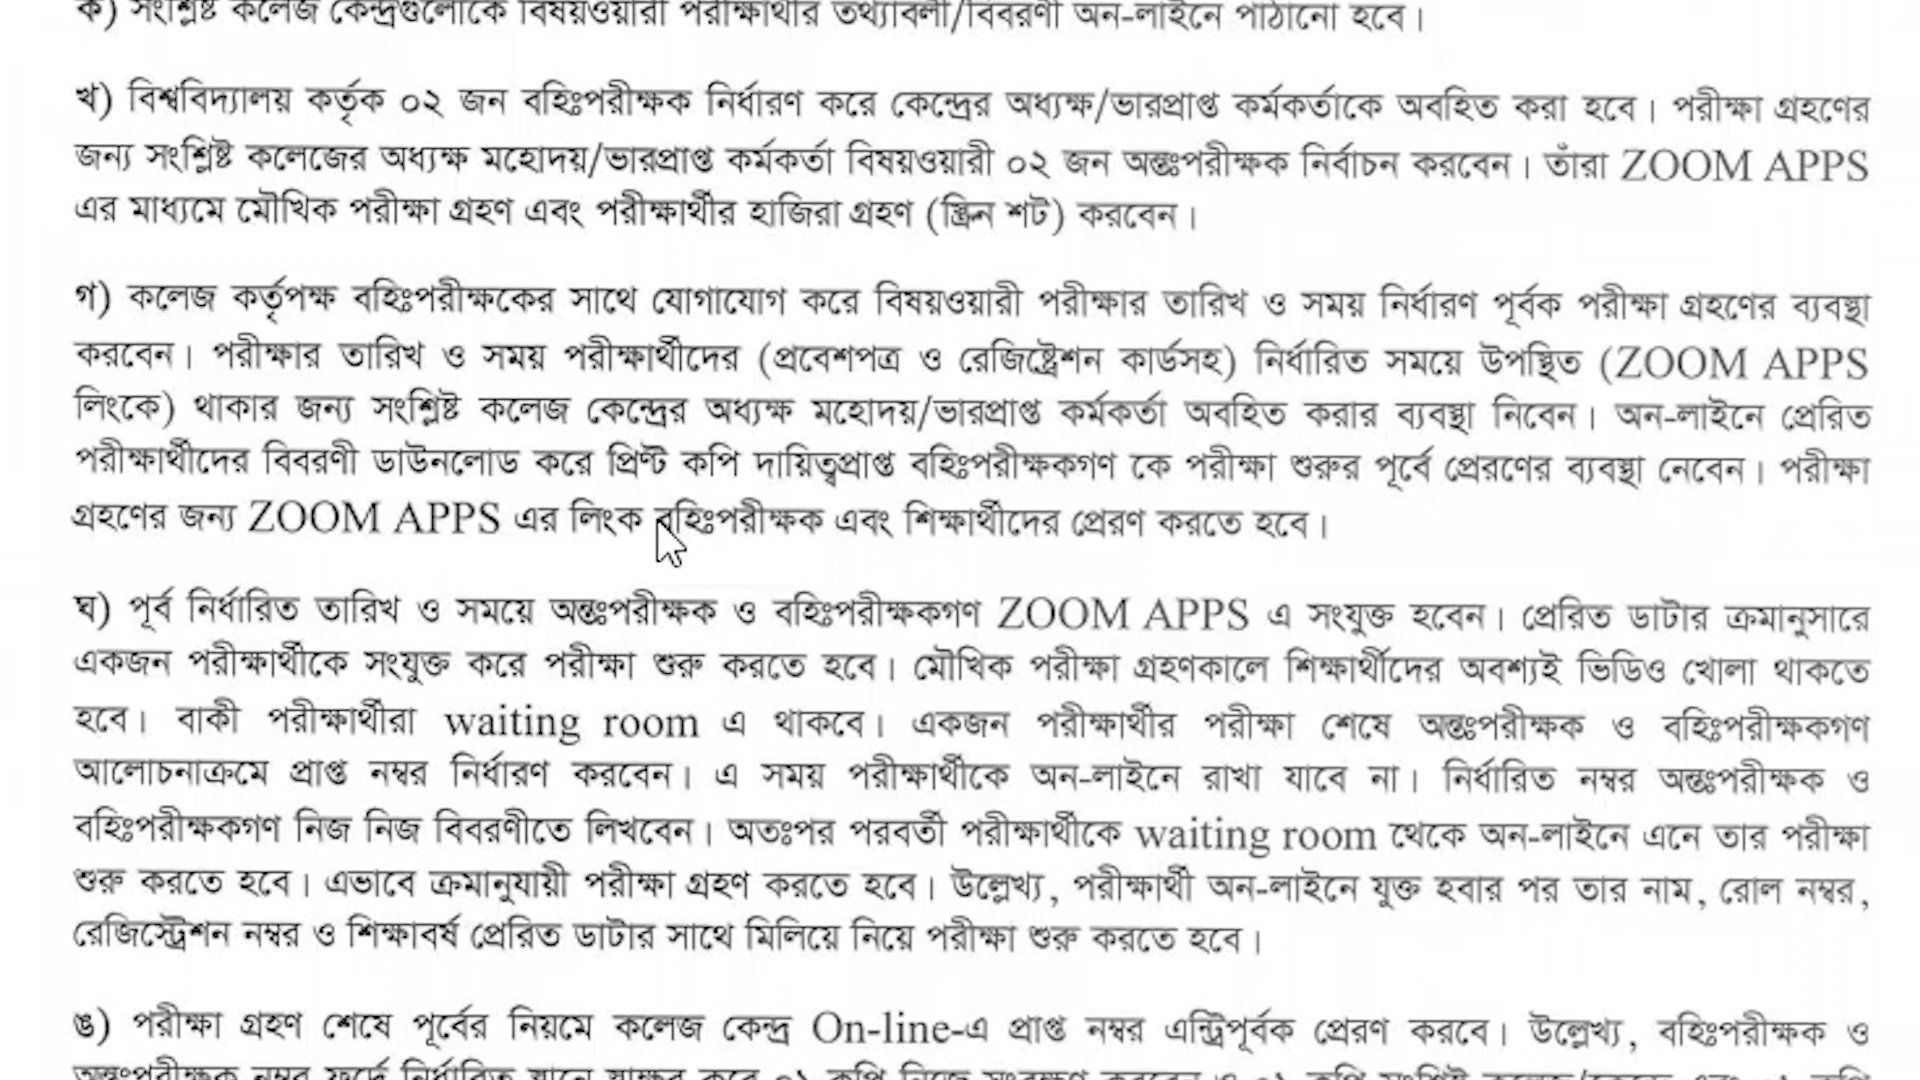 ক) সংশ্লিষ্ট কলেজ কেন্দ্রগুলোকে বিষয়ওয়ারী পরীক্ষার্থীর তথ্যাবলী/বিবরণী অন-লাইনে পাঠানো হবে।
খ) বিশ্ববিদ্যালয় কর্তৃক ০২ জন বহিঃপরীক্ষক নির্ধারণ করে কেন্দ্রের অধ্যক্ষ/ভারপ্রাপ্ত কর্মকর্তাকে অবহিত করা হবে। পরীক্ষা গ্রহণের
জন্য সংশ্লিষ্ট কলেজের অধ্যক্ষ মহোদয়/ভারপ্রাপ্ত কর্মকর্তা বিষয়ওয়ারী ০২ জন অন্তঃপরীক্ষক নির্বাচন করবেন। তাঁরা ZOOM APPS
এর মাধ্যমে মৌখিক পরীক্ষা গ্রহণ এবং পরীক্ষার্থীর হাজিরা গ্রহণ (স্ক্রিন শট) করবেন।
গ) কলেজ কর্তৃপক্ষ বহিঃপরীক্ষকের সাথে যোগাযোগ করে বিষয়ওয়ারী পরীক্ষার তারিখ ও সময় নির্ধারণ পূর্বক পরীক্ষা গ্রহণের ব্যবস্থা
করবেন। পরীক্ষার তারিখ ও সময় পরীক্ষার্থীদের (প্রবেশপত্র ও রেজিষ্ট্রেশন কার্ডসহ) নির্ধারিত সময়ে উপস্থিত (ZOOM APPS
লিংকে) থাকার জন্য সংশ্লিষ্ট কলেজ কেন্দ্রের অধ্যক্ষ মহোদয়/ভারপ্রাপ্ত কর্মকর্তা অবহিত করার ব্যবস্থা নিবেন। অন-লাইনে প্রেরিত
পরীক্ষার্থীদের বিবরণী ডাউনলোড করে প্রিণ্ট কপি দায়িত্বপ্রাপ্ত বহিঃপরীক্ষকগণ কে পরীক্ষা শুরুর পূর্বে প্রেরণের ব্যবস্থা নেবেন। পরীক্ষা
গ্রহণের জন্য ZOOM APPS এর লিংক বহিঃপরীক্ষক এবং শিক্ষার্থীদের প্রেরণ করতে হবে।
ঘ) পূর্ব নির্ধারিত তারিখ ও সময়ে অন্তঃপরীক্ষক ও বহিঃপরীক্ষকগণ ZOOM APPS এ সংযুক্ত হবেন। প্রেরিত ডাটার ক্রমানুসারে
একজন পরীক্ষার্থীকে সংযুক্ত করে পরীক্ষা শুরু করতে হবে। মৌখিক পরীক্ষা গ্রহণকালে শিক্ষার্থীদের অবশ্যই ভিডিও খোলা থাকতে
হবে। বাকী পরীক্ষার্থীরা waiting room এ থাকবে। একজন পরীক্ষার্থীর পরীক্ষা শেষে অন্তঃপরীক্ষক ও বহিঃপরীক্ষকগণ
আলোচনাক্রমে প্রাপ্ত নম্বর নির্ধারণ করবেন। এ সময় পরীক্ষার্থীকে অন-লাইনে রাখা যাবে না। নির্ধারিত নম্বর অন্তঃপরীক্ষক ও
বহিঃপরীক্ষকগণ নিজ নিজ বিবরণীতে লিখবেন। অতঃপর পরবর্তী পরীক্ষার্থীকে waiting room থেকে অন-লাইনে এনে তার পরীক্ষা
শুরু করতে হবে। এভাবে ক্রমানুযায়ী পরীক্ষা গ্রহণ করতে হবে। উল্লেখ্য, পরীক্ষার্থী অন-লাইনে যুক্ত হবার পর তার নাম, রোল নম্বর,
রেজিস্ট্রেশন নম্বর ও শিক্ষাবর্ষ প্রেরিত ডাটার সাথে মিলিয়ে নিয়ে পরীক্ষা শুরু করতে হবে।
ঙ) পরীক্ষা গ্রহণ শেষে পূর্বের নিয়মে কলেজ কেন্দ্র On-line-এ প্রাপ্ত নম্বর এন্ট্রিপূর্বক প্রেরণ করবে। উল্লেখ্য, বহিঃপরীক্ষক ও
অন্তঃপরীক্ষক নম্বর ফর্দে নির্ধারিত